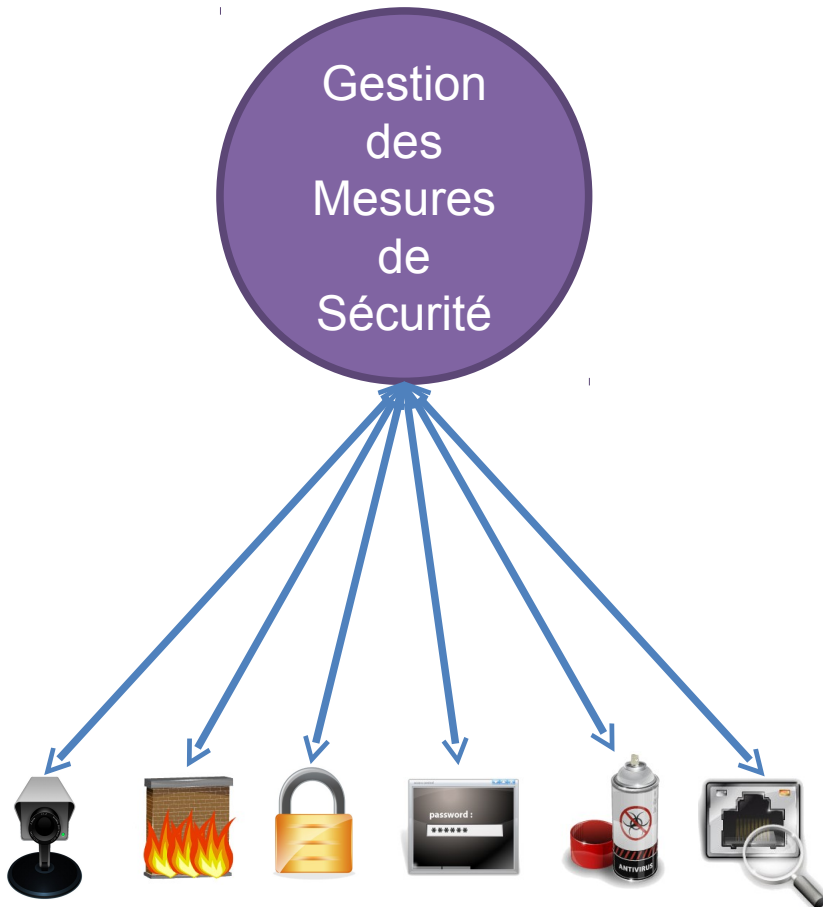 Gestion
des
Mesures
de
Sécurité
password :
******
ANTIVIRUS